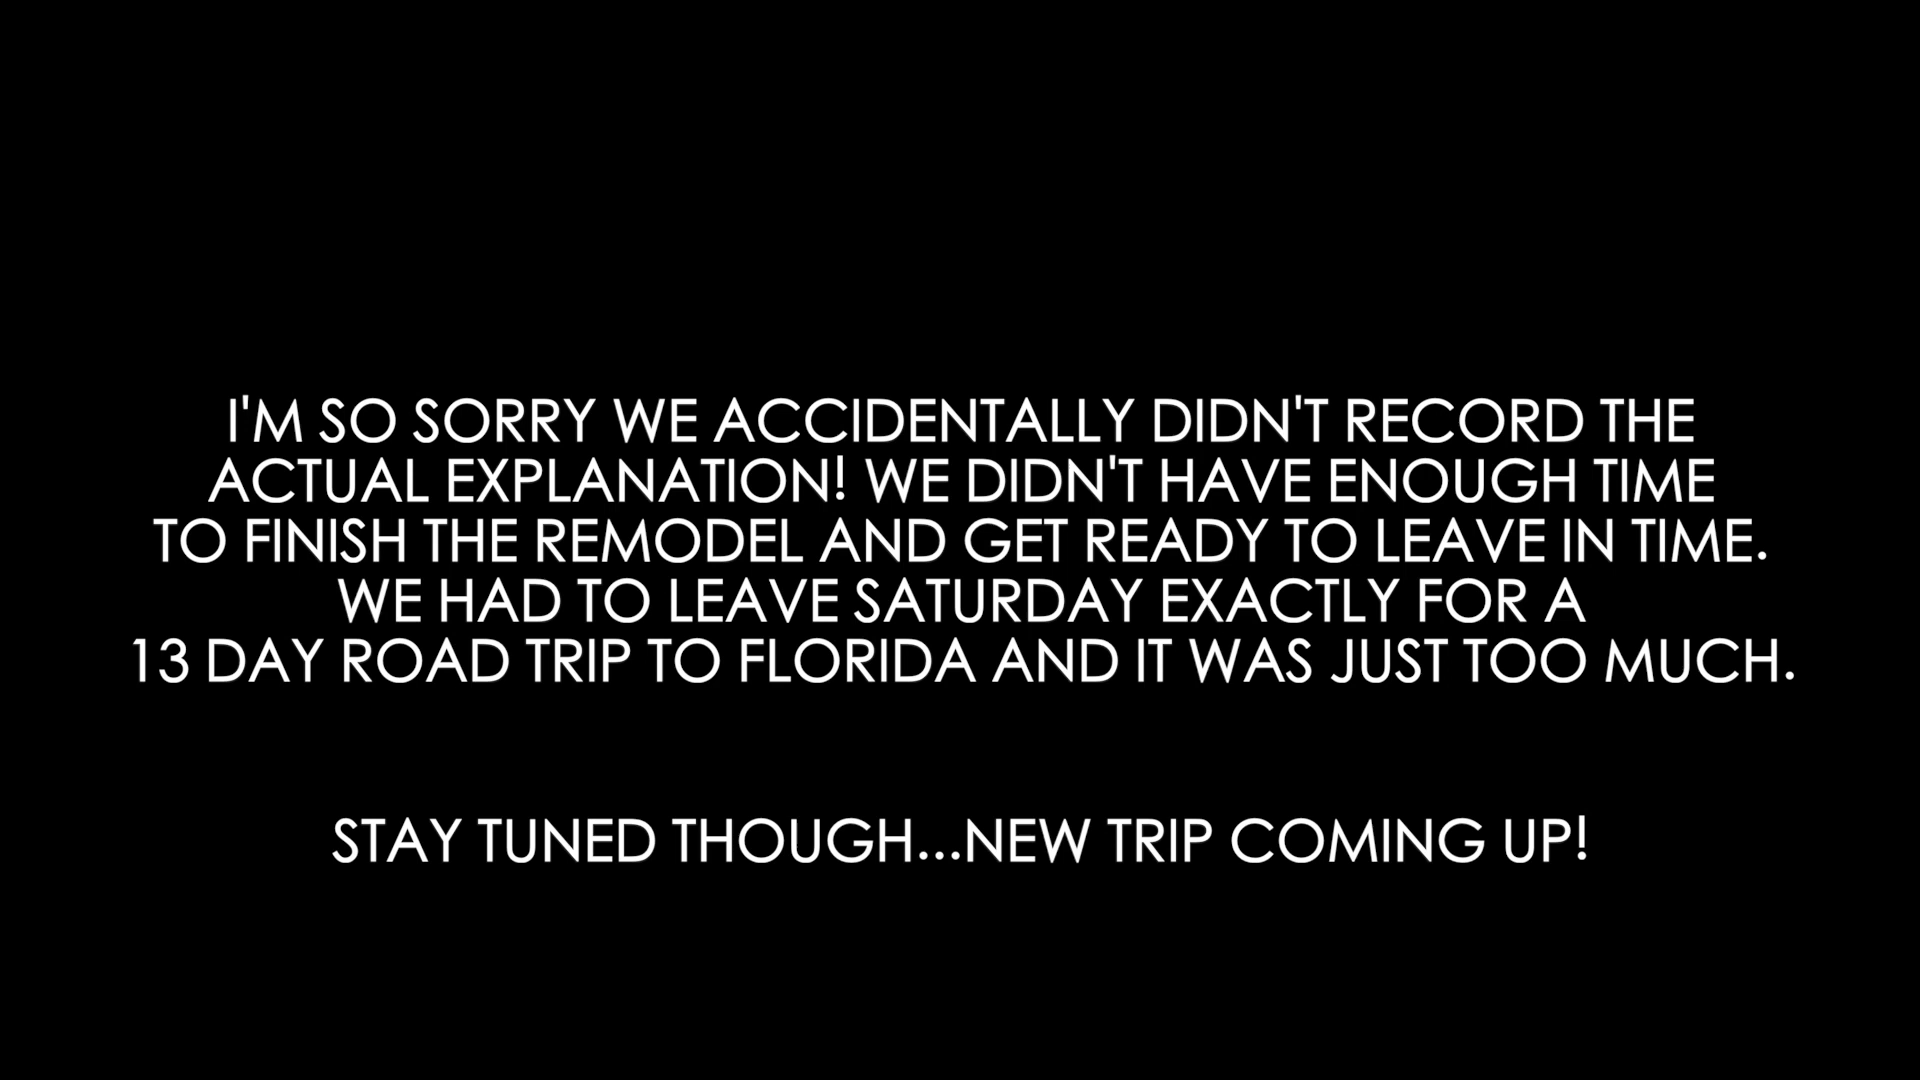 I'M SO SORRY WE ACCIDENTALLY DIDN'T RECORD THE
ACTUAL EXPLANATION! WE DIDN'T HAVE ENOUGH TIME
TO FINISH THE REMODEL AND GET READY TO LEAVE IN TIME.
WE HAD TO LEAVE SATURDAY EXACTLY FOR A
13 DAY ROAD TRIP TO FLORIDA AND IT WAS JUST TOO MUCH.
STAY TUNED THOUGH...NEW TRIP COMING UP!